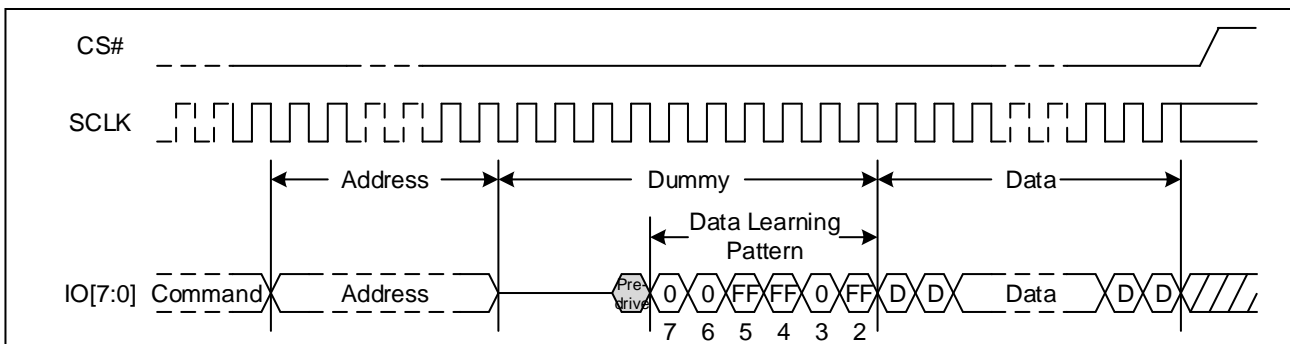 CS#
SCLK
Address Dummy Data
Data Learning
Pattern
IO[7:0] Command Address Pre-drive 0 0 FF FF 0 FF D D Data D D
7 6 5 4 3 2